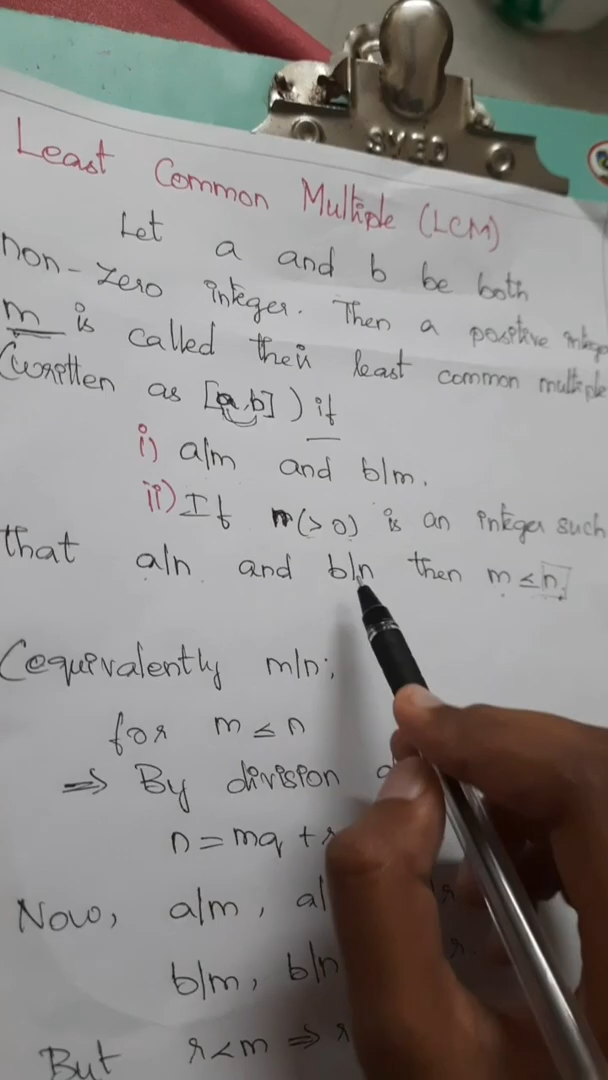 SYED
Least Common Multiple (LCM)
Let a and b be both
non-zero integer. Then a positive
m is called their least common multiple
(written as [a,b]) if
i) a/m and b/m.
ii) If n(>0) is an integer such
that a/n and b/n then m ≤ n.
(equivalently m/n;
for m ≤ n
⇒ By division
n = mq +
Now, a/m, a/
b/m, b/n
But r<m ⇒